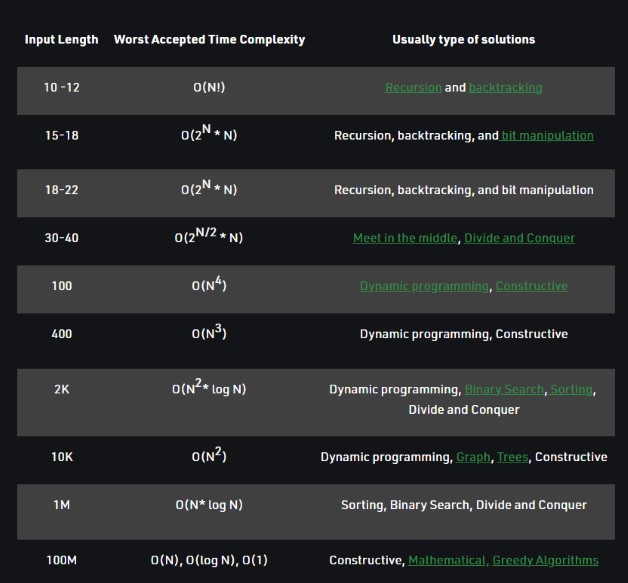 Input Length Worst Accepted Time Complexity Usually type of solutions
10 -12 O(N!) Recursion and backtracking
15-18 O(2^N * N) Recursion, backtracking, and bit manipulation
18-22 O(2^N * N) Recursion, backtracking, and bit manipulation
30-40 O(2^N/2 * N) Meet in the middle, Divide and Conquer
100 O(N^4) Dynamic programming, Constructive
400 O(N^3) Dynamic programming, Constructive
2K O(N^2* log N) Dynamic programming, Binary Search, Sorting,
Divide and Conquer
10K O(N^2) Dynamic programming, Graph, Trees, Constructive
1M O(N* log N) Sorting, Binary Search, Divide and Conquer
100M O(N), O(log N), O(1) Constructive, Mathematical, Greedy Algorithms